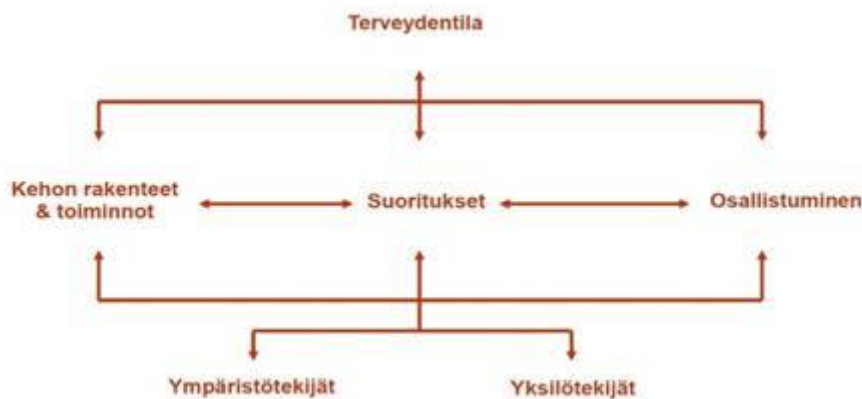 Terveydentila
Kehon rakenteet
& toiminnot
Suoritukset
Osallistuminen
Ympäristötekijät
Yksilötekijät